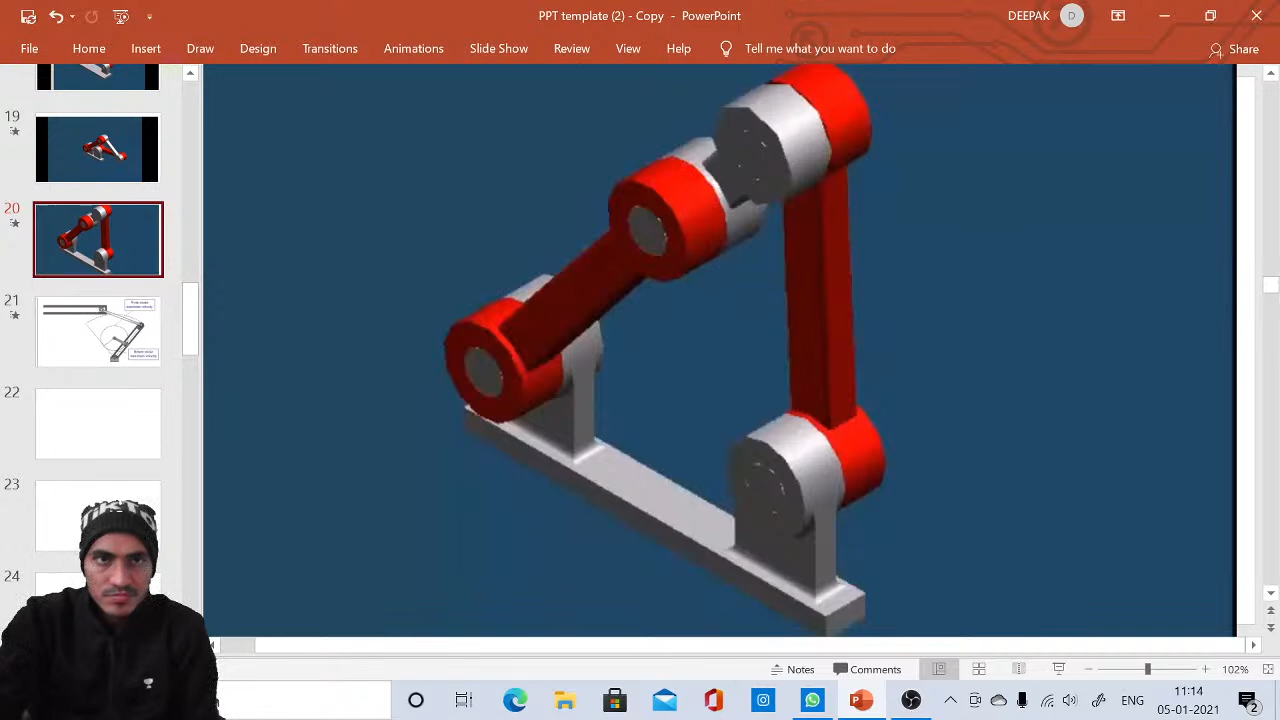 PPT template (2) - Copy - PowerPoint
DEEPAK
D
File Home Insert Draw Design Transitions Animations Slide Show Review View Help Tell me what you want to do Share
19
20
21
22
23
24
TikTo
Notes Comments 102%
ENG
11:14
05-01-2021
2